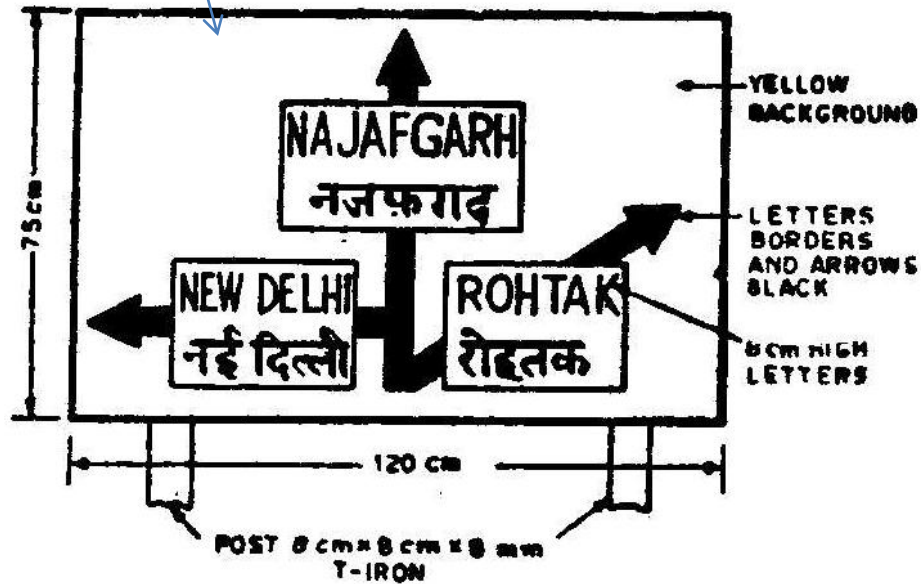 NAJAFGARH
नजफ़गढ़
YELLOW
BACKGROUND
75cm
LETTERS
BORDERS
AND ARROWS
BLACK
NEW DELHI
नई दिल्ली
ROHTAK
रोहतक
8cm HIGH
LETTERS
120 cm
POST 8 cm × 8 cm × 8 mm
T-IRON